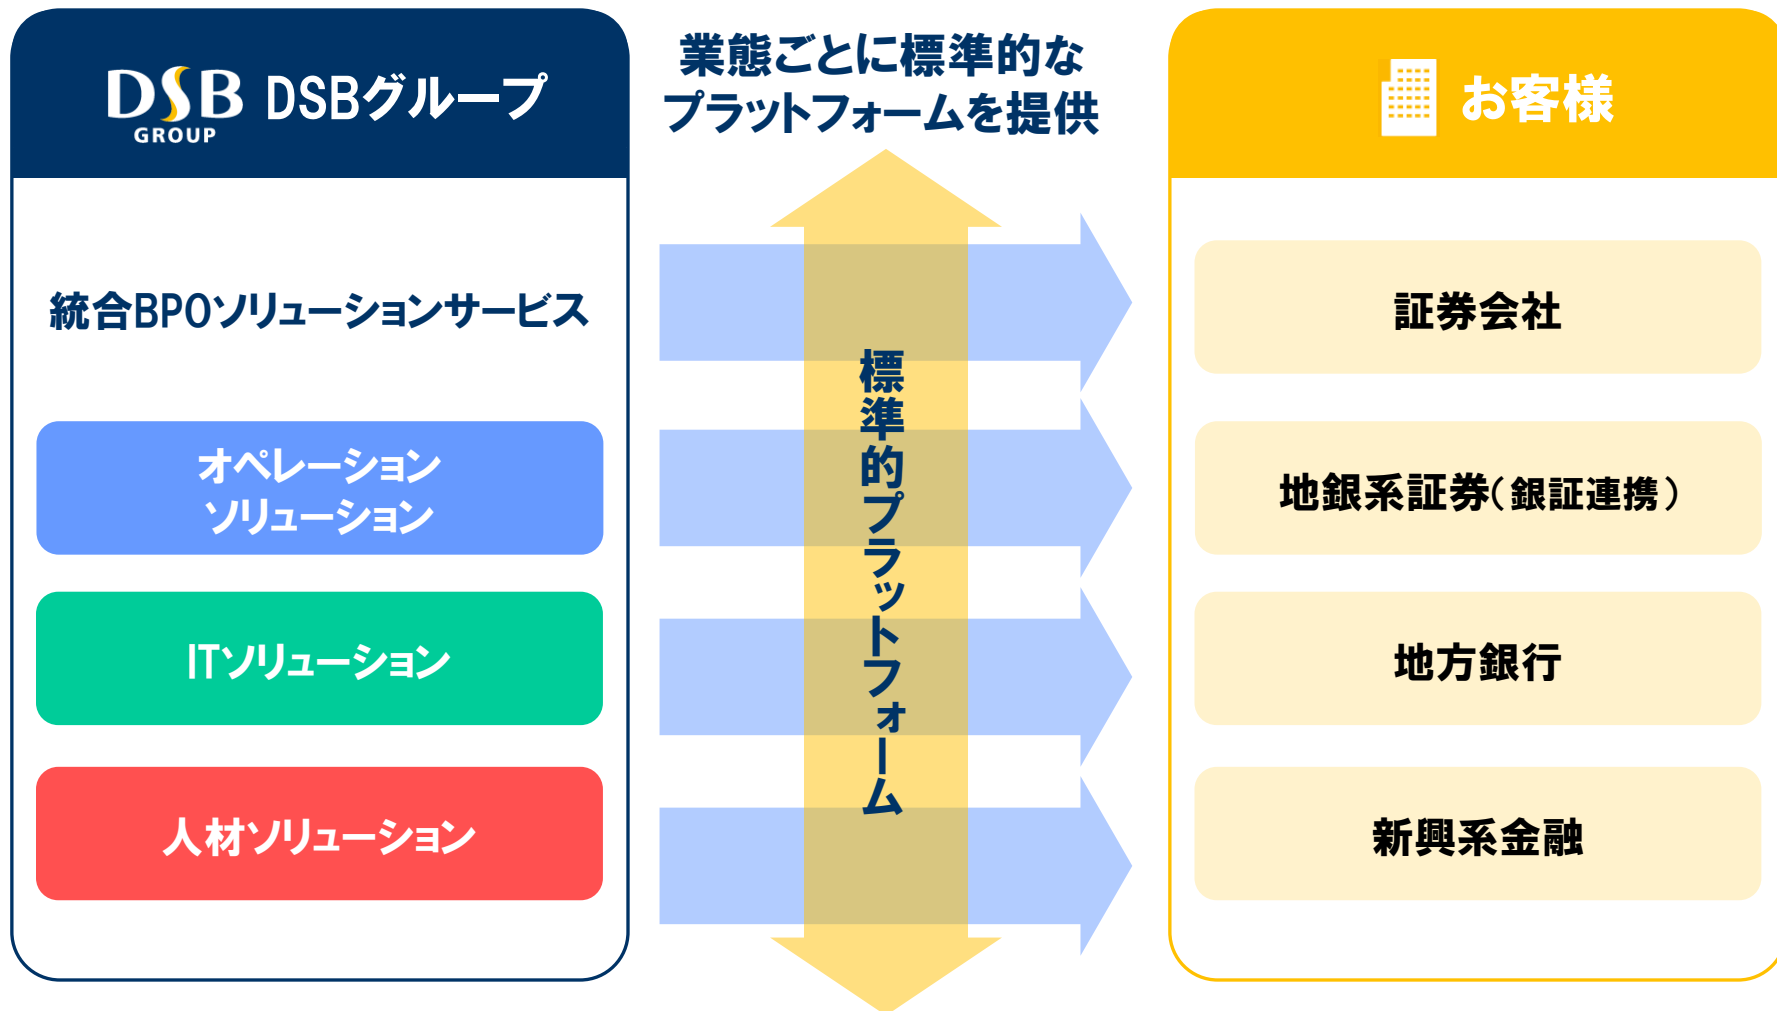 DSB
GROUP
DSBグループ
統合BPOソリューションサービス
オペレーション
ソリューション
ITソリューション
人材ソリューション
業態ごとに標準的な
プラットフォームを提供
標準的プラットフォーム
お客様
証券会社
地銀系証券（銀証連携）
地方銀行
新興系金融